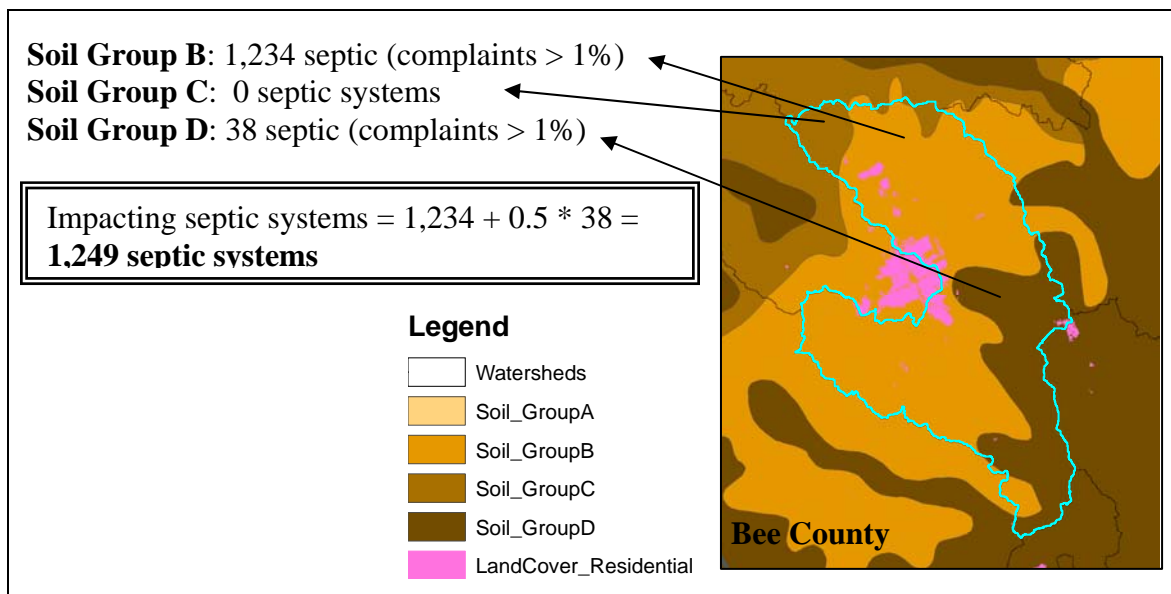 Soil Group B: 1,234 septic (complaints > 1%)
Soil Group C: 0 septic systems
Soil Group D: 38 septic (complaints > 1%)
Impacting septic systems = 1,234 + 0.5 * 38 =
1,249 septic systems
Legend
Watersheds
Soil_GroupA
Soil_GroupB
Soil_GroupC
Soil_GroupD
LandCover_Residential
Bee County